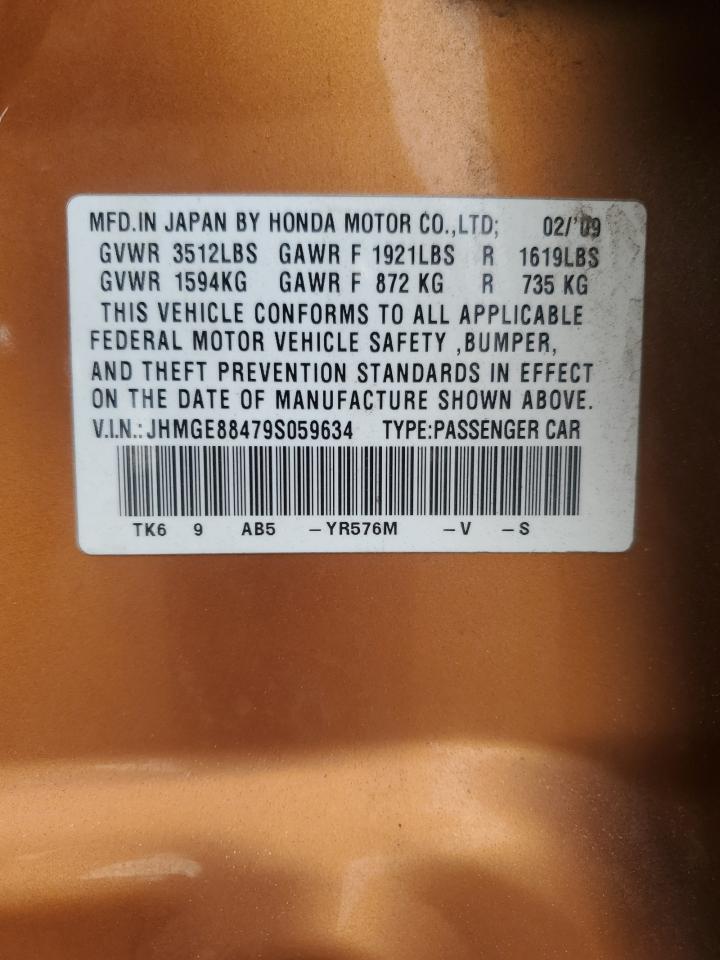 MFD.IN JAPAN BY HONDA MOTOR CO.,LTD; 02/'09
GVWR 3512LBS GAWR F 1921LBS R 1619LBS
GVWR 1594KG GAWR F 872 KG R 735 KG
THIS VEHICLE CONFORMS TO ALL APPLICABLE
FEDERAL MOTOR VEHICLE SAFETY ,BUMPER,
AND THEFT PREVENTION STANDARDS IN EFFECT
ON THE DATE OF MANUFACTURE SHOWN ABOVE.
V.I.N.: JHMGE88479S059634 TYPE:PASSENGER CAR
TK6 9 AB5 –YR576M –V –S